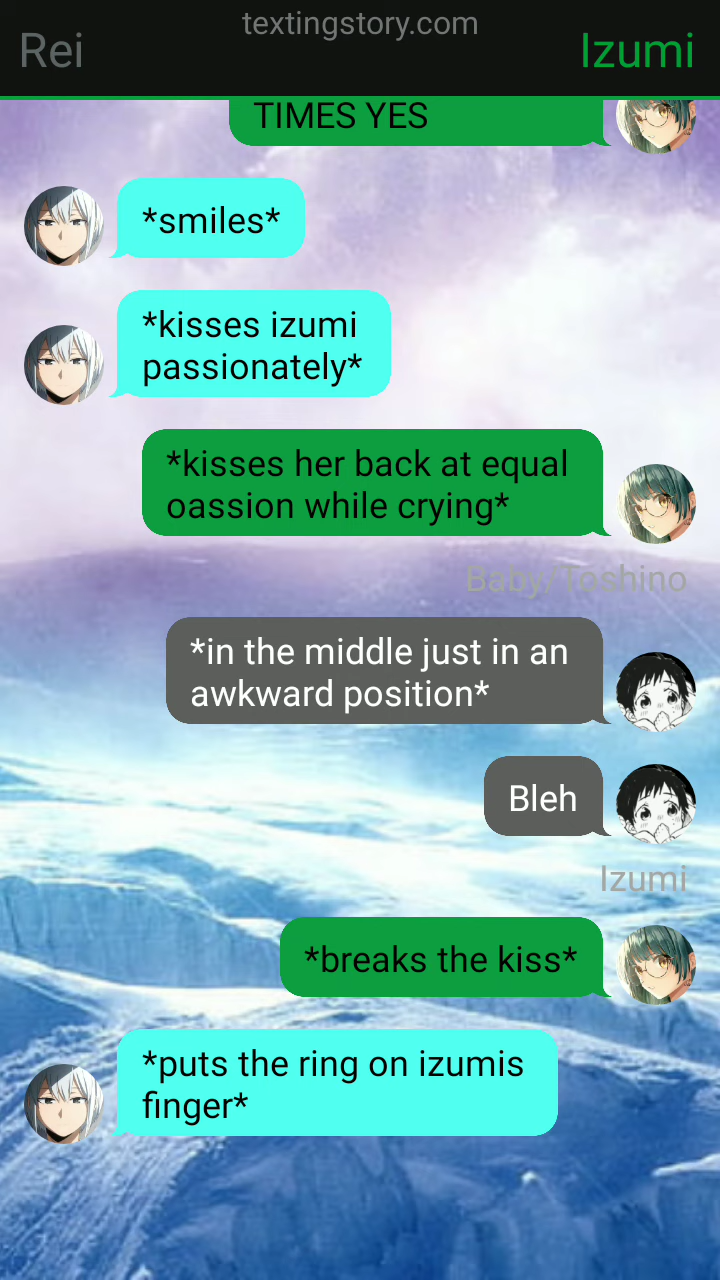 textingstory.com
Rei
Izumi
TIMES YES
*smiles*
*kisses izumi
passionately*
*kisses her back at equal
oassion while crying*
Baby/Toshino
*in the middle just in an
awkward position*
Bleh
Izumi
*breaks the kiss*
*puts the ring on izumis
finger*